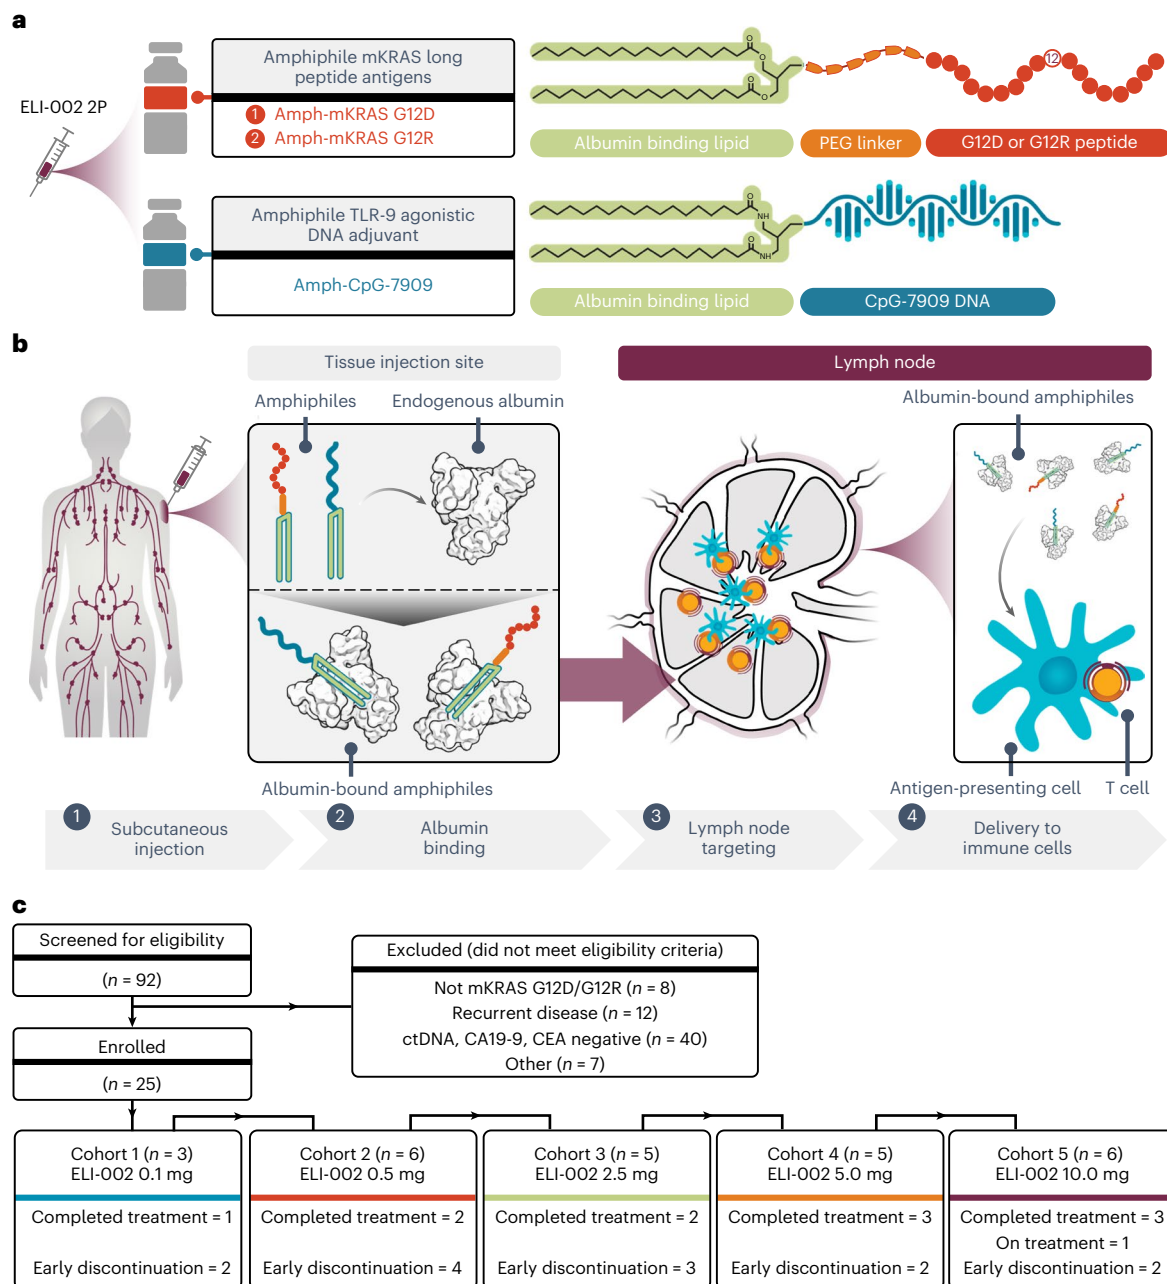 a
ELI-002 2P
Amphiphile mKRAS long
peptide antigens
1 Amph-mKRAS G12D
2 Amph-mKRAS G12R
O
O
O
O
12
Albumin binding lipid
PEG linker
G12D or G12R peptide
Amphiphile TLR-9 agonistic
DNA adjuvant
Amph-CpG-7909
O
NH
O
NH
Albumin binding lipid
CpG-7909 DNA
b
Tissue injection site
Lymph node
Amphiphiles
Endogenous albumin
Albumin-bound amphiphiles
Albumin-bound amphiphiles
Antigen-presenting cell
T cell
1
Subcutaneous
injection
2
Albumin
binding
3
Lymph node
targeting
4
Delivery to
immune cells
c
Screened for eligibility
(n = 92)
Excluded (did not meet eligibility criteria)
Not mKRAS G12D/G12R (n = 8)
Recurrent disease (n = 12)
ctDNA, CA19-9, CEA negative (n = 40)
Other (n = 7)
Enrolled
(n = 25)
Cohort 1 (n = 3)
ELI-002 0.1 mg
Completed treatment = 1
Early discontinuation = 2
Cohort 2 (n = 6)
ELI-002 0.5 mg
Completed treatment = 2
Early discontinuation = 4
Cohort 3 (n = 5)
ELI-002 2.5 mg
Completed treatment = 2
Early discontinuation = 3
Cohort 4 (n = 5)
ELI-002 5.0 mg
Completed treatment = 3
Early discontinuation = 2
Cohort 5 (n = 6)
ELI-002 10.0 mg
Completed treatment = 3
On treatment = 1
Early discontinuation = 2